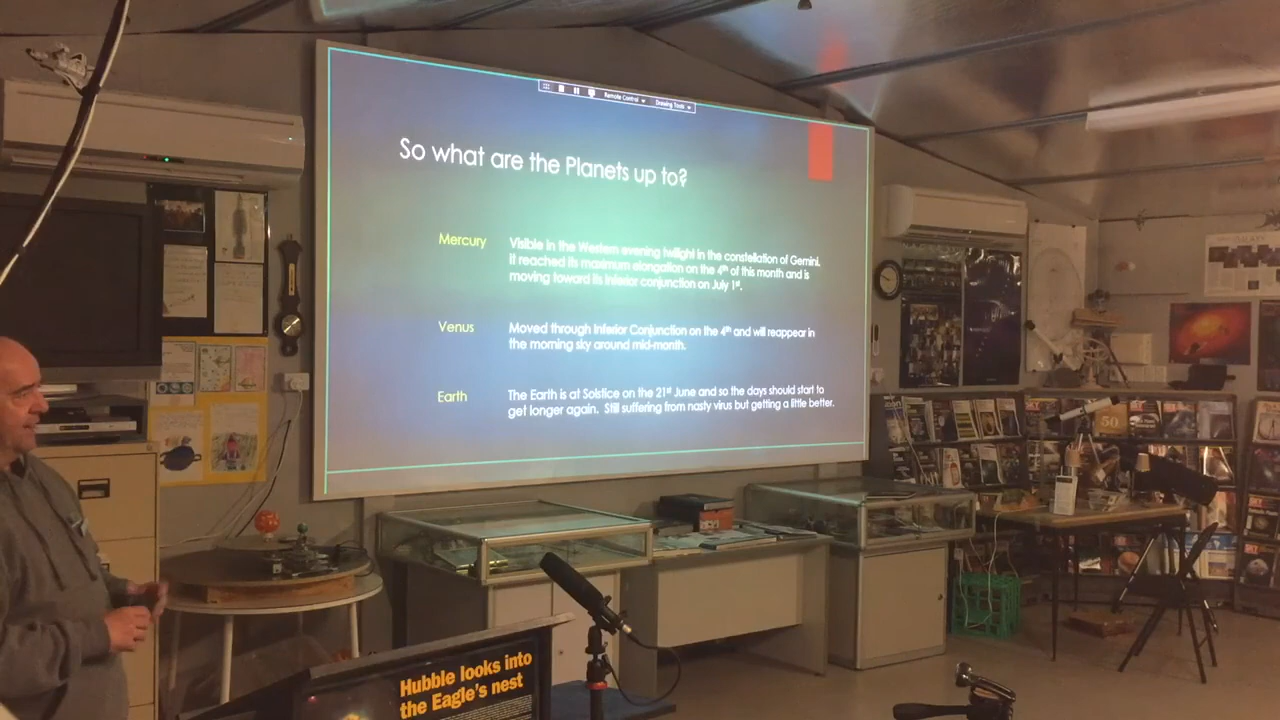 Remote Control
Drawing Tools
So what are the Planets up to?
Mercury
Visible in the Western evening twilight in the constellation of Gemini.
It reached its maximum elongation on the 4th of this month and is
moving toward its Inferior conjunction on July 1st.
Venus
Moved through Inferior Conjunction on the 4th and will reappear in
the morning sky around mid-month.
Earth
The Earth is at Solstice on the 21st June and so the days should start to
get longer again. Still suffering from nasty virus but getting a little better.
50
Hubble looks into
the Eagle's nest